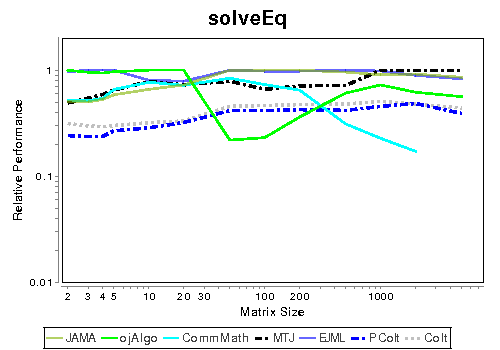 solveEq
Relative Performance
1
0.1
0.01
2 3 4 5 10 20 30 100 200 1000
Matrix Size
JAMA ojAlgo CommMath MTJ EJML PColt Colt